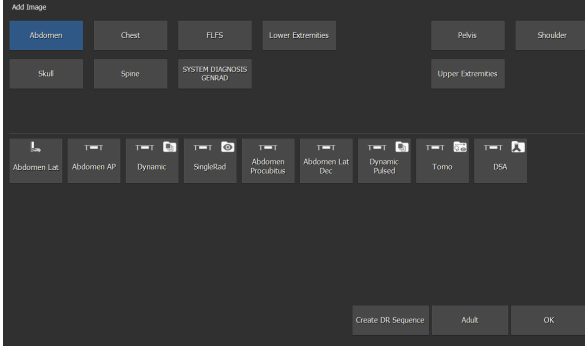 Add Image
Abdomen
Chest
FLFS
Lower Extremities
Pelvis
Shoulder
Skull
Spine
SYSTEM DIAGNOSIS
GENRAD
Upper Extremities
Abdomen Lat
Abdomen AP
Dynamic
SingleRad
Abdomen
Procubitus
Abdomen Lat
Dec
Dynamic
Pulsed
Tomo
DSA
Create DR Sequence
Adult
OK